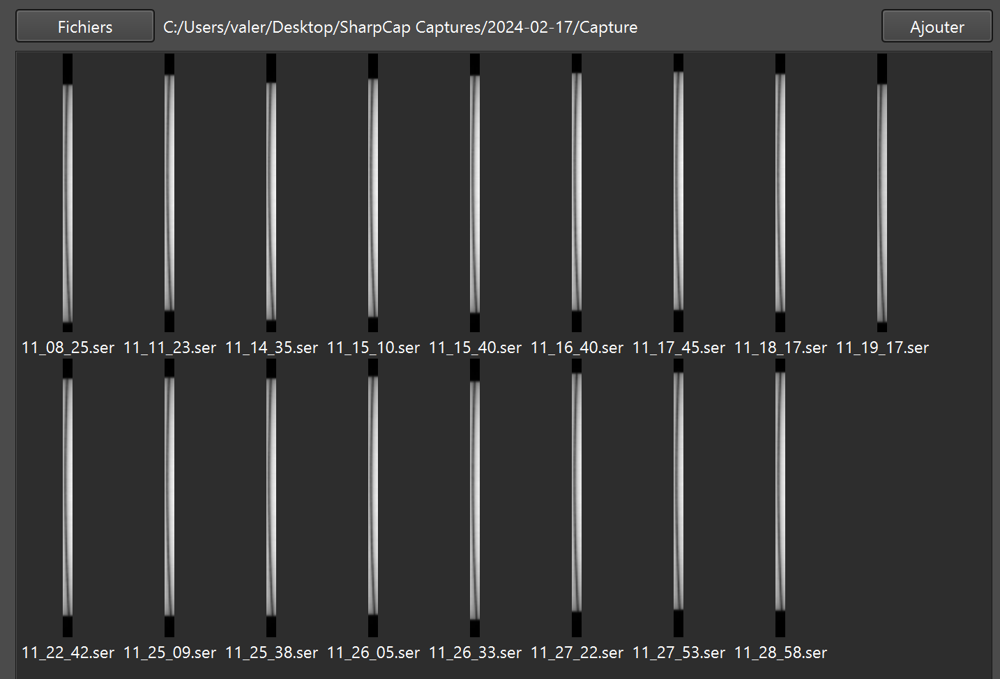 Fichiers C:/Users/valer/Desktop/SharpCap Captures/2024-02-17/Capture Ajouter
11_08_25.ser 11_11_23.ser 11_14_35.ser 11_15_10.ser 11_15_40.ser 11_16_40.ser 11_17_45.ser 11_18_17.ser 11_19_17.ser
11_22_42.ser 11_25_09.ser 11_25_38.ser 11_26_05.ser 11_26_33.ser 11_27_22.ser 11_27_53.ser 11_28_58.ser